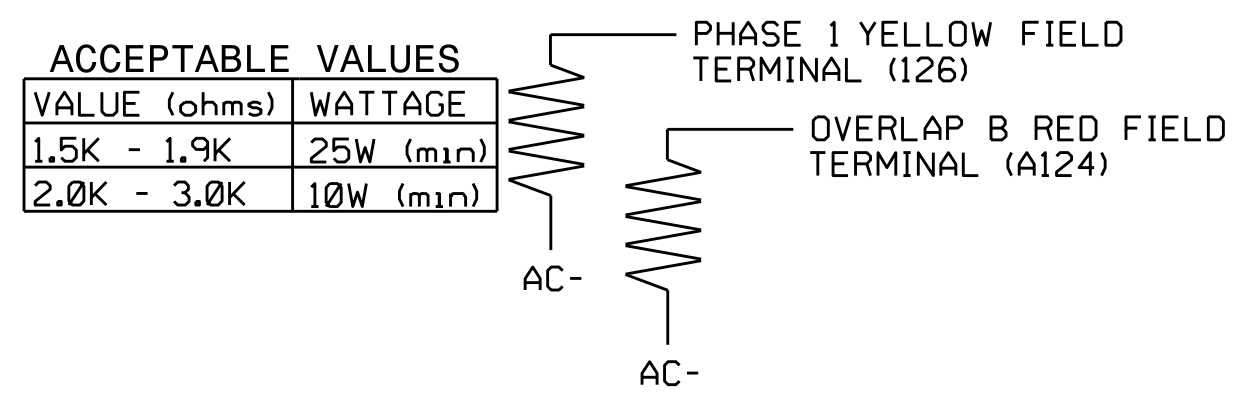 ACCEPTABLE VALUES
VALUE (ohms) WATTAGE
1.5K - 1.9K 25W (min)
2.0K - 3.0K 10W (min)
PHASE 1 YELLOW FIELD
TERMINAL (126)
AC-
OVERLAP B RED FIELD
TERMINAL (A124)
AC-